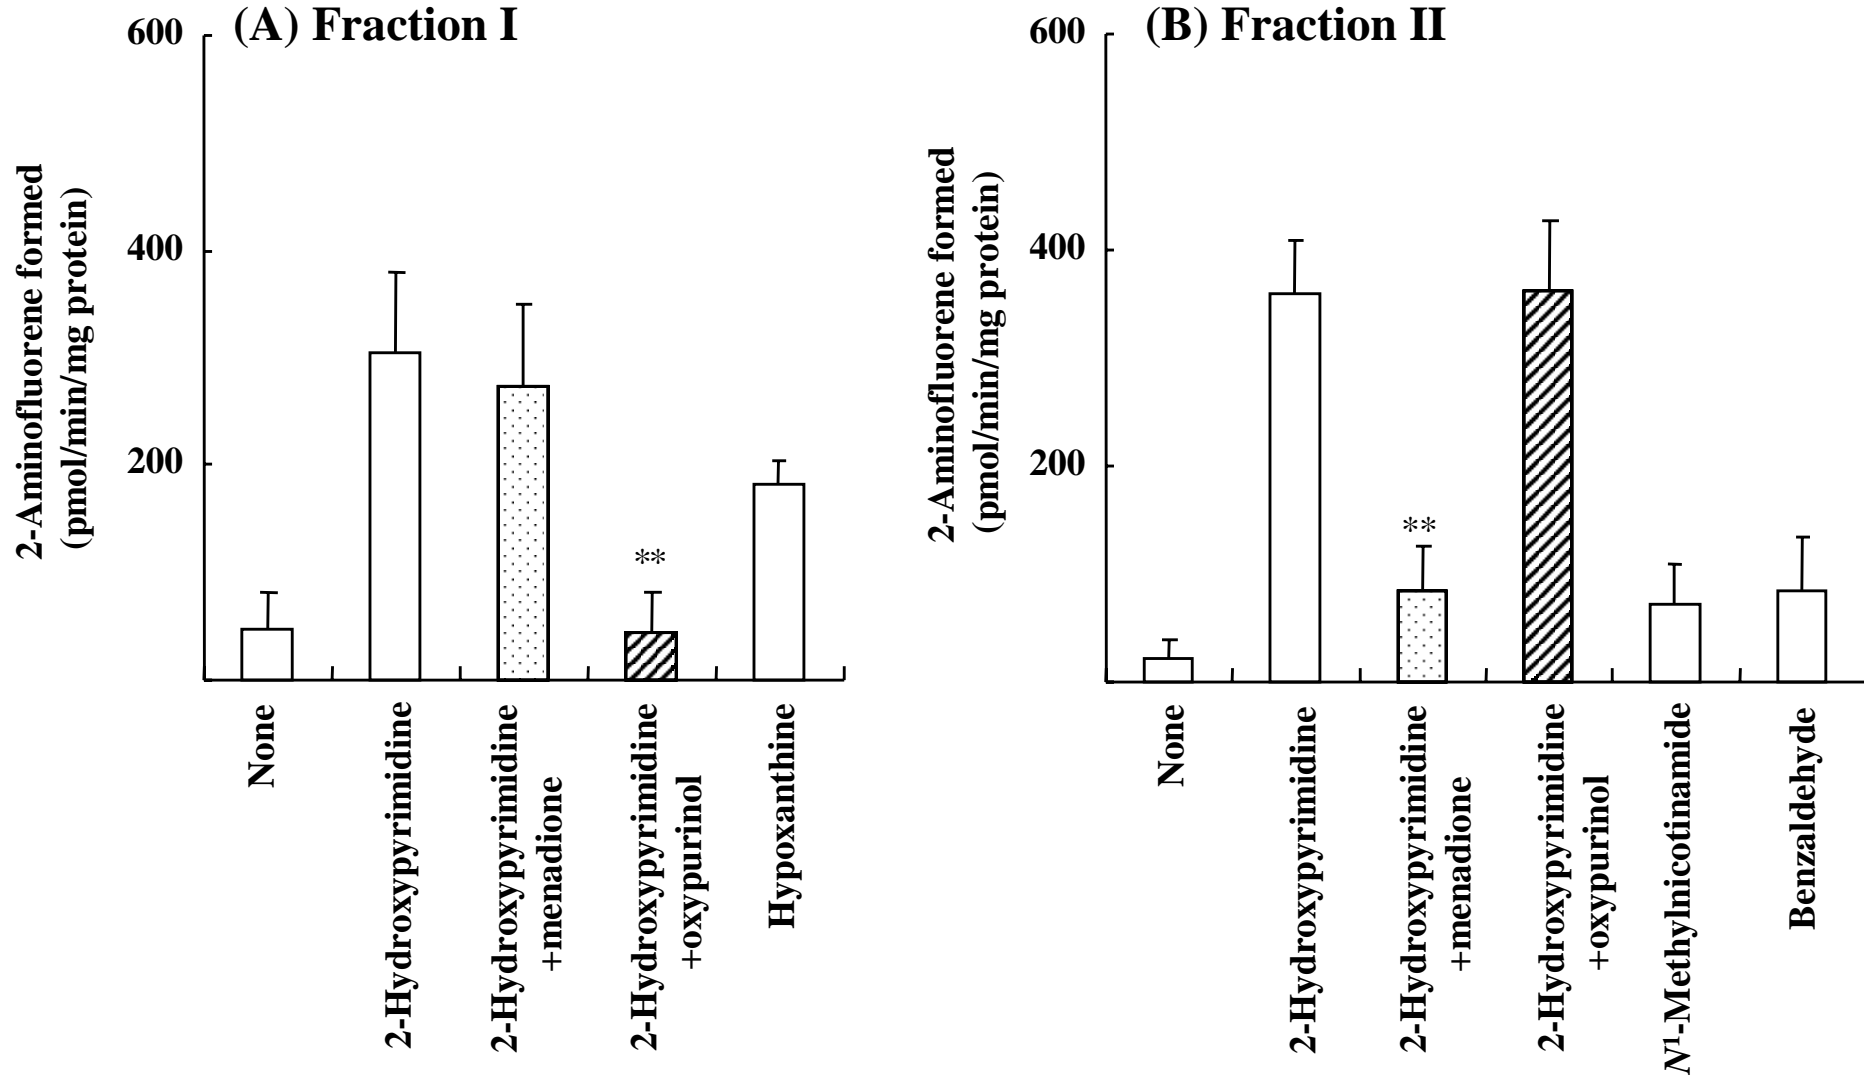 (A) Fraction I
600
400
200
2-Aminofluorene formed
(pmol/min/mg protein)
**
None
2-Hydroxypyrimidine
2-Hydroxypyrimidine
+menadione
2-Hydroxypyrimidine
+oxypurinol
Hypoxanthine
(B) Fraction II
600
400
200
2-Aminofluorene formed
(pmol/min/mg protein)
**
None
2-Hydroxypyrimidine
2-Hydroxypyrimidine
+menadione
2-Hydroxypyrimidine
+oxypurinol
N¹-Methylnicotinamide
Benzaldehyde